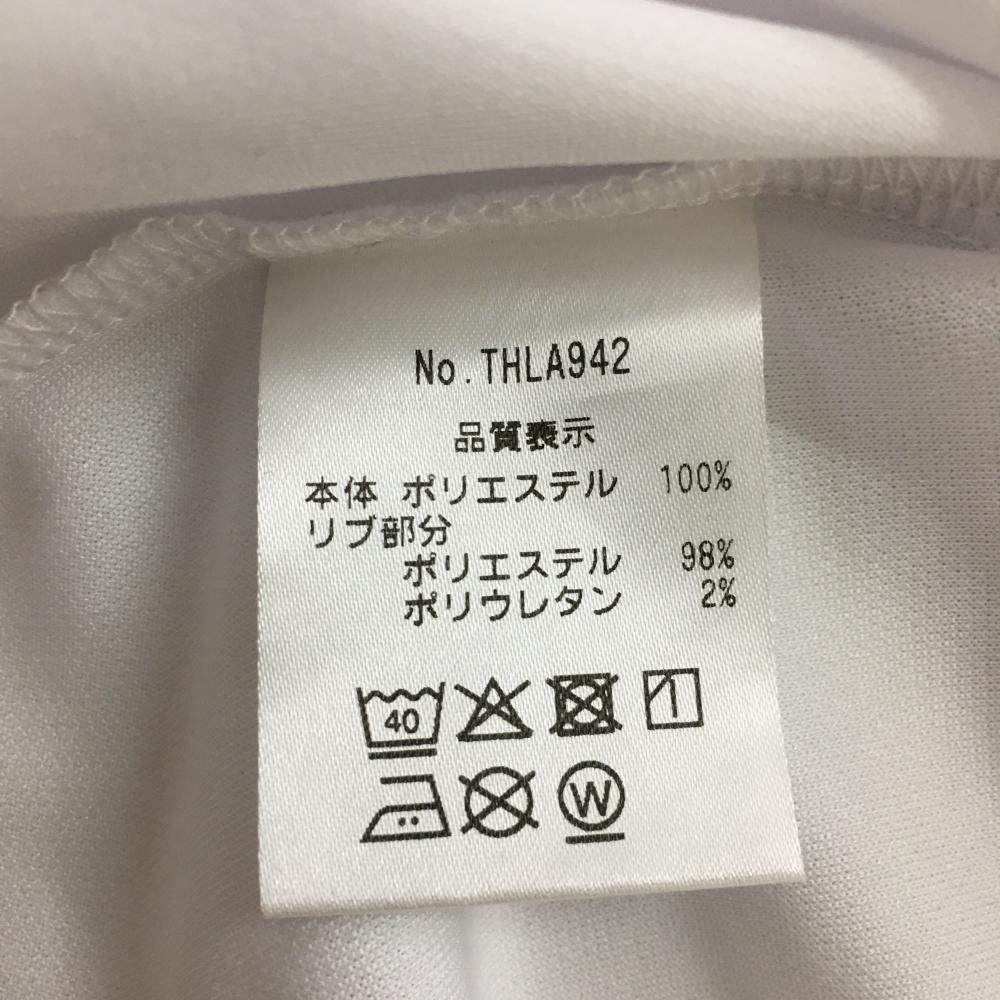 No.THLA942
品質表示
本体 ポリエステル 100%
リブ部分
ポリエステル 98%
ポリウレタン 2%
40
W